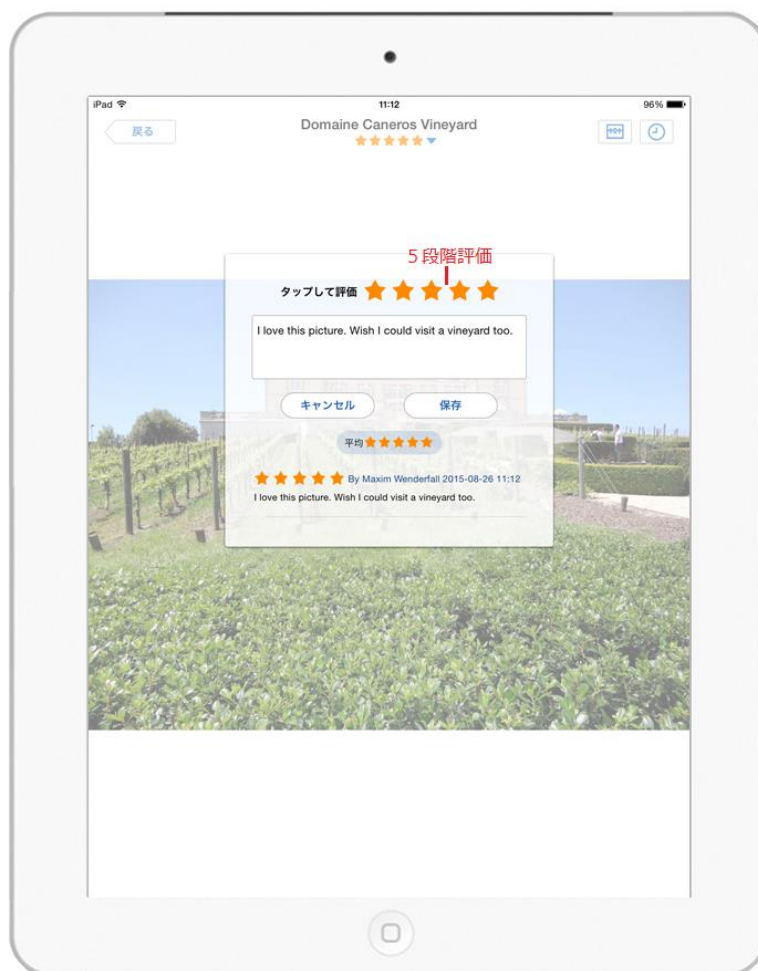 iPad 11:12 96%
戻る Domaine Caneros Vineyard
5段階評価
タップして評価
I love this picture. Wish I could visit a vineyard too.
キャンセル 保存
平均
By Maxim Wenderfall 2015-08-26 11:12
I love this picture. Wish I could visit a vineyard too.